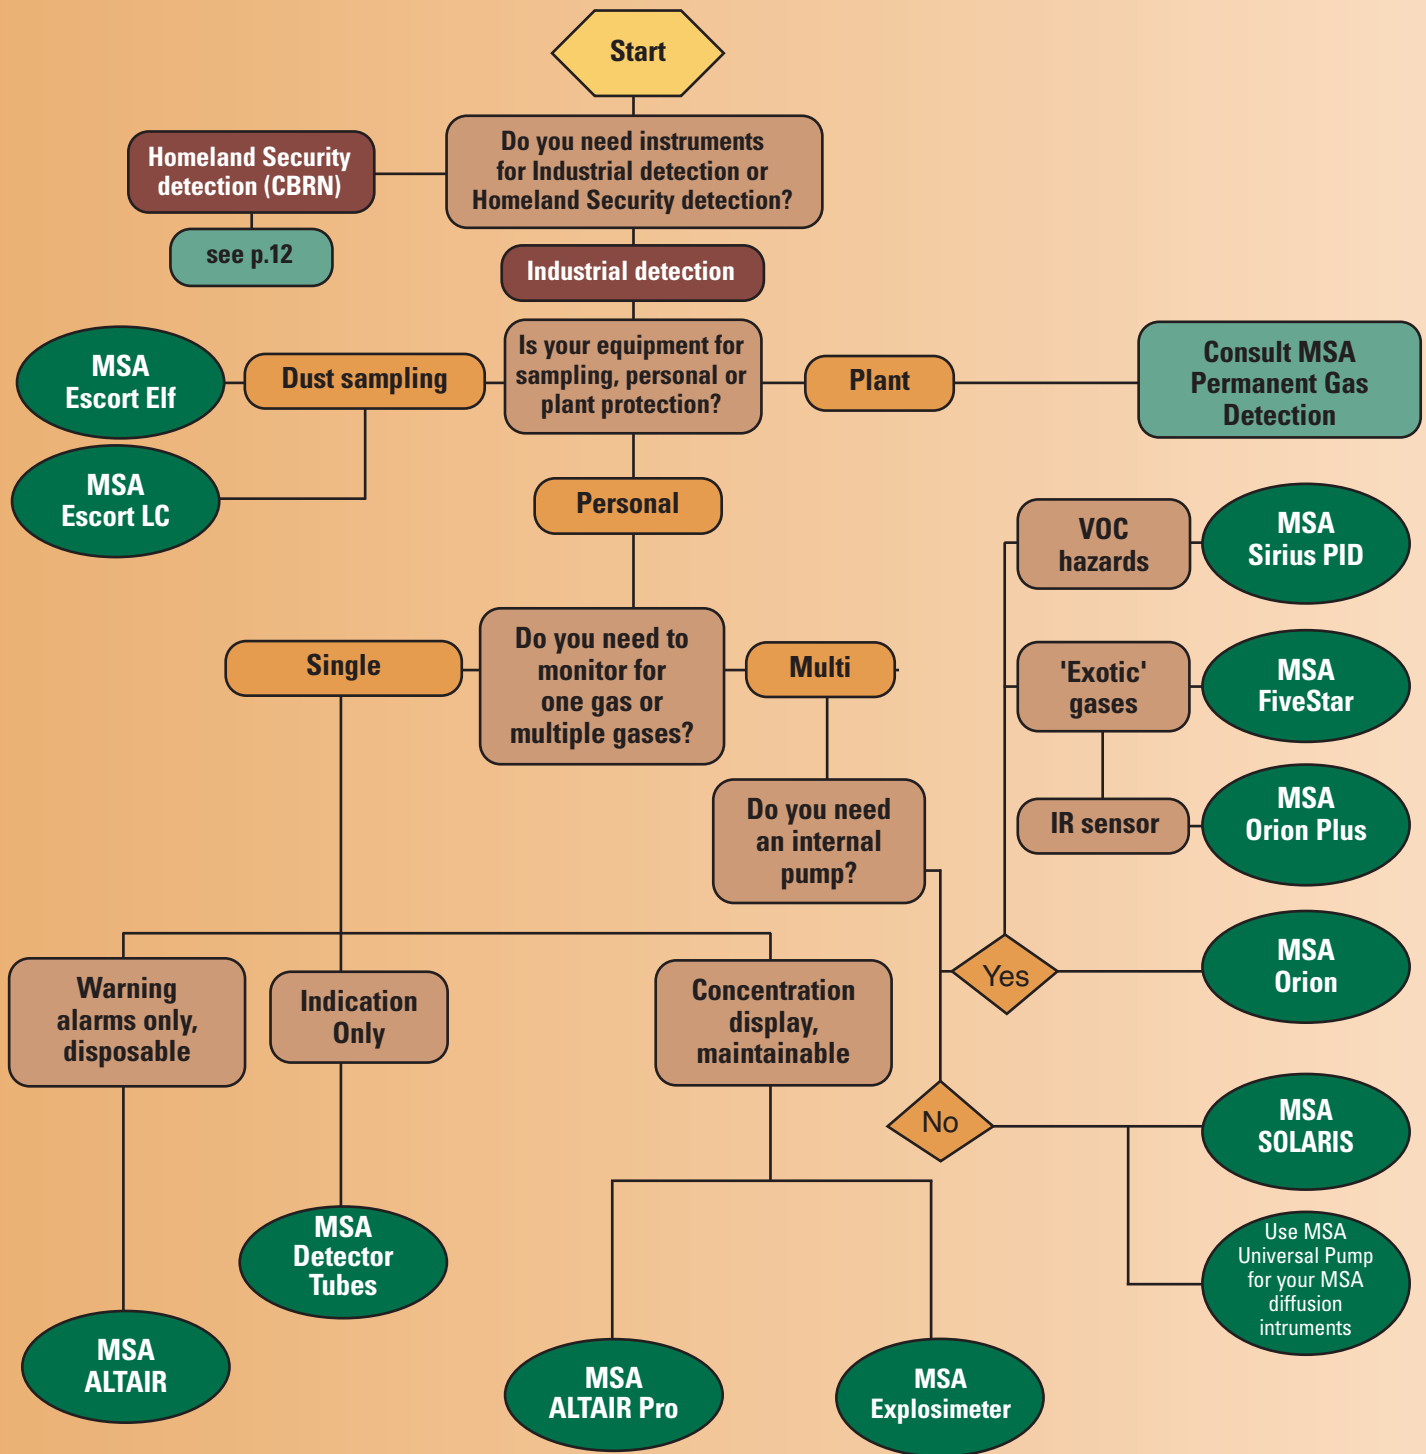 Start
Do you need instruments
for Industrial detection or
Homeland Security detection?
Homeland Security
detection (CBRN)
see p.12
Industrial detection
Is your equipment for
sampling, personal or
plant protection?
Dust sampling
MSA
Escort Elf
MSA
Escort LC
Plant
Consult MSA
Permanent Gas
Detection
Personal
Do you need to
monitor for
one gas or
multiple gases?
Single
Multi
VOC
hazards
MSA
Sirius PID
'Exotic'
gases
MSA
FiveStar
IR sensor
MSA
Orion Plus
Do you need
an internal
pump?
Yes
MSA
Orion
No
MSA
SOLARIS
Use MSA
Universal Pump
for your MSA
diffusion
intruments
Warning
alarms only,
disposable
Indication
Only
Concentration
display,
maintainable
MSA
Detector
Tubes
MSA
ALTAIR
MSA
ALTAIR Pro
MSA
Explosimeter